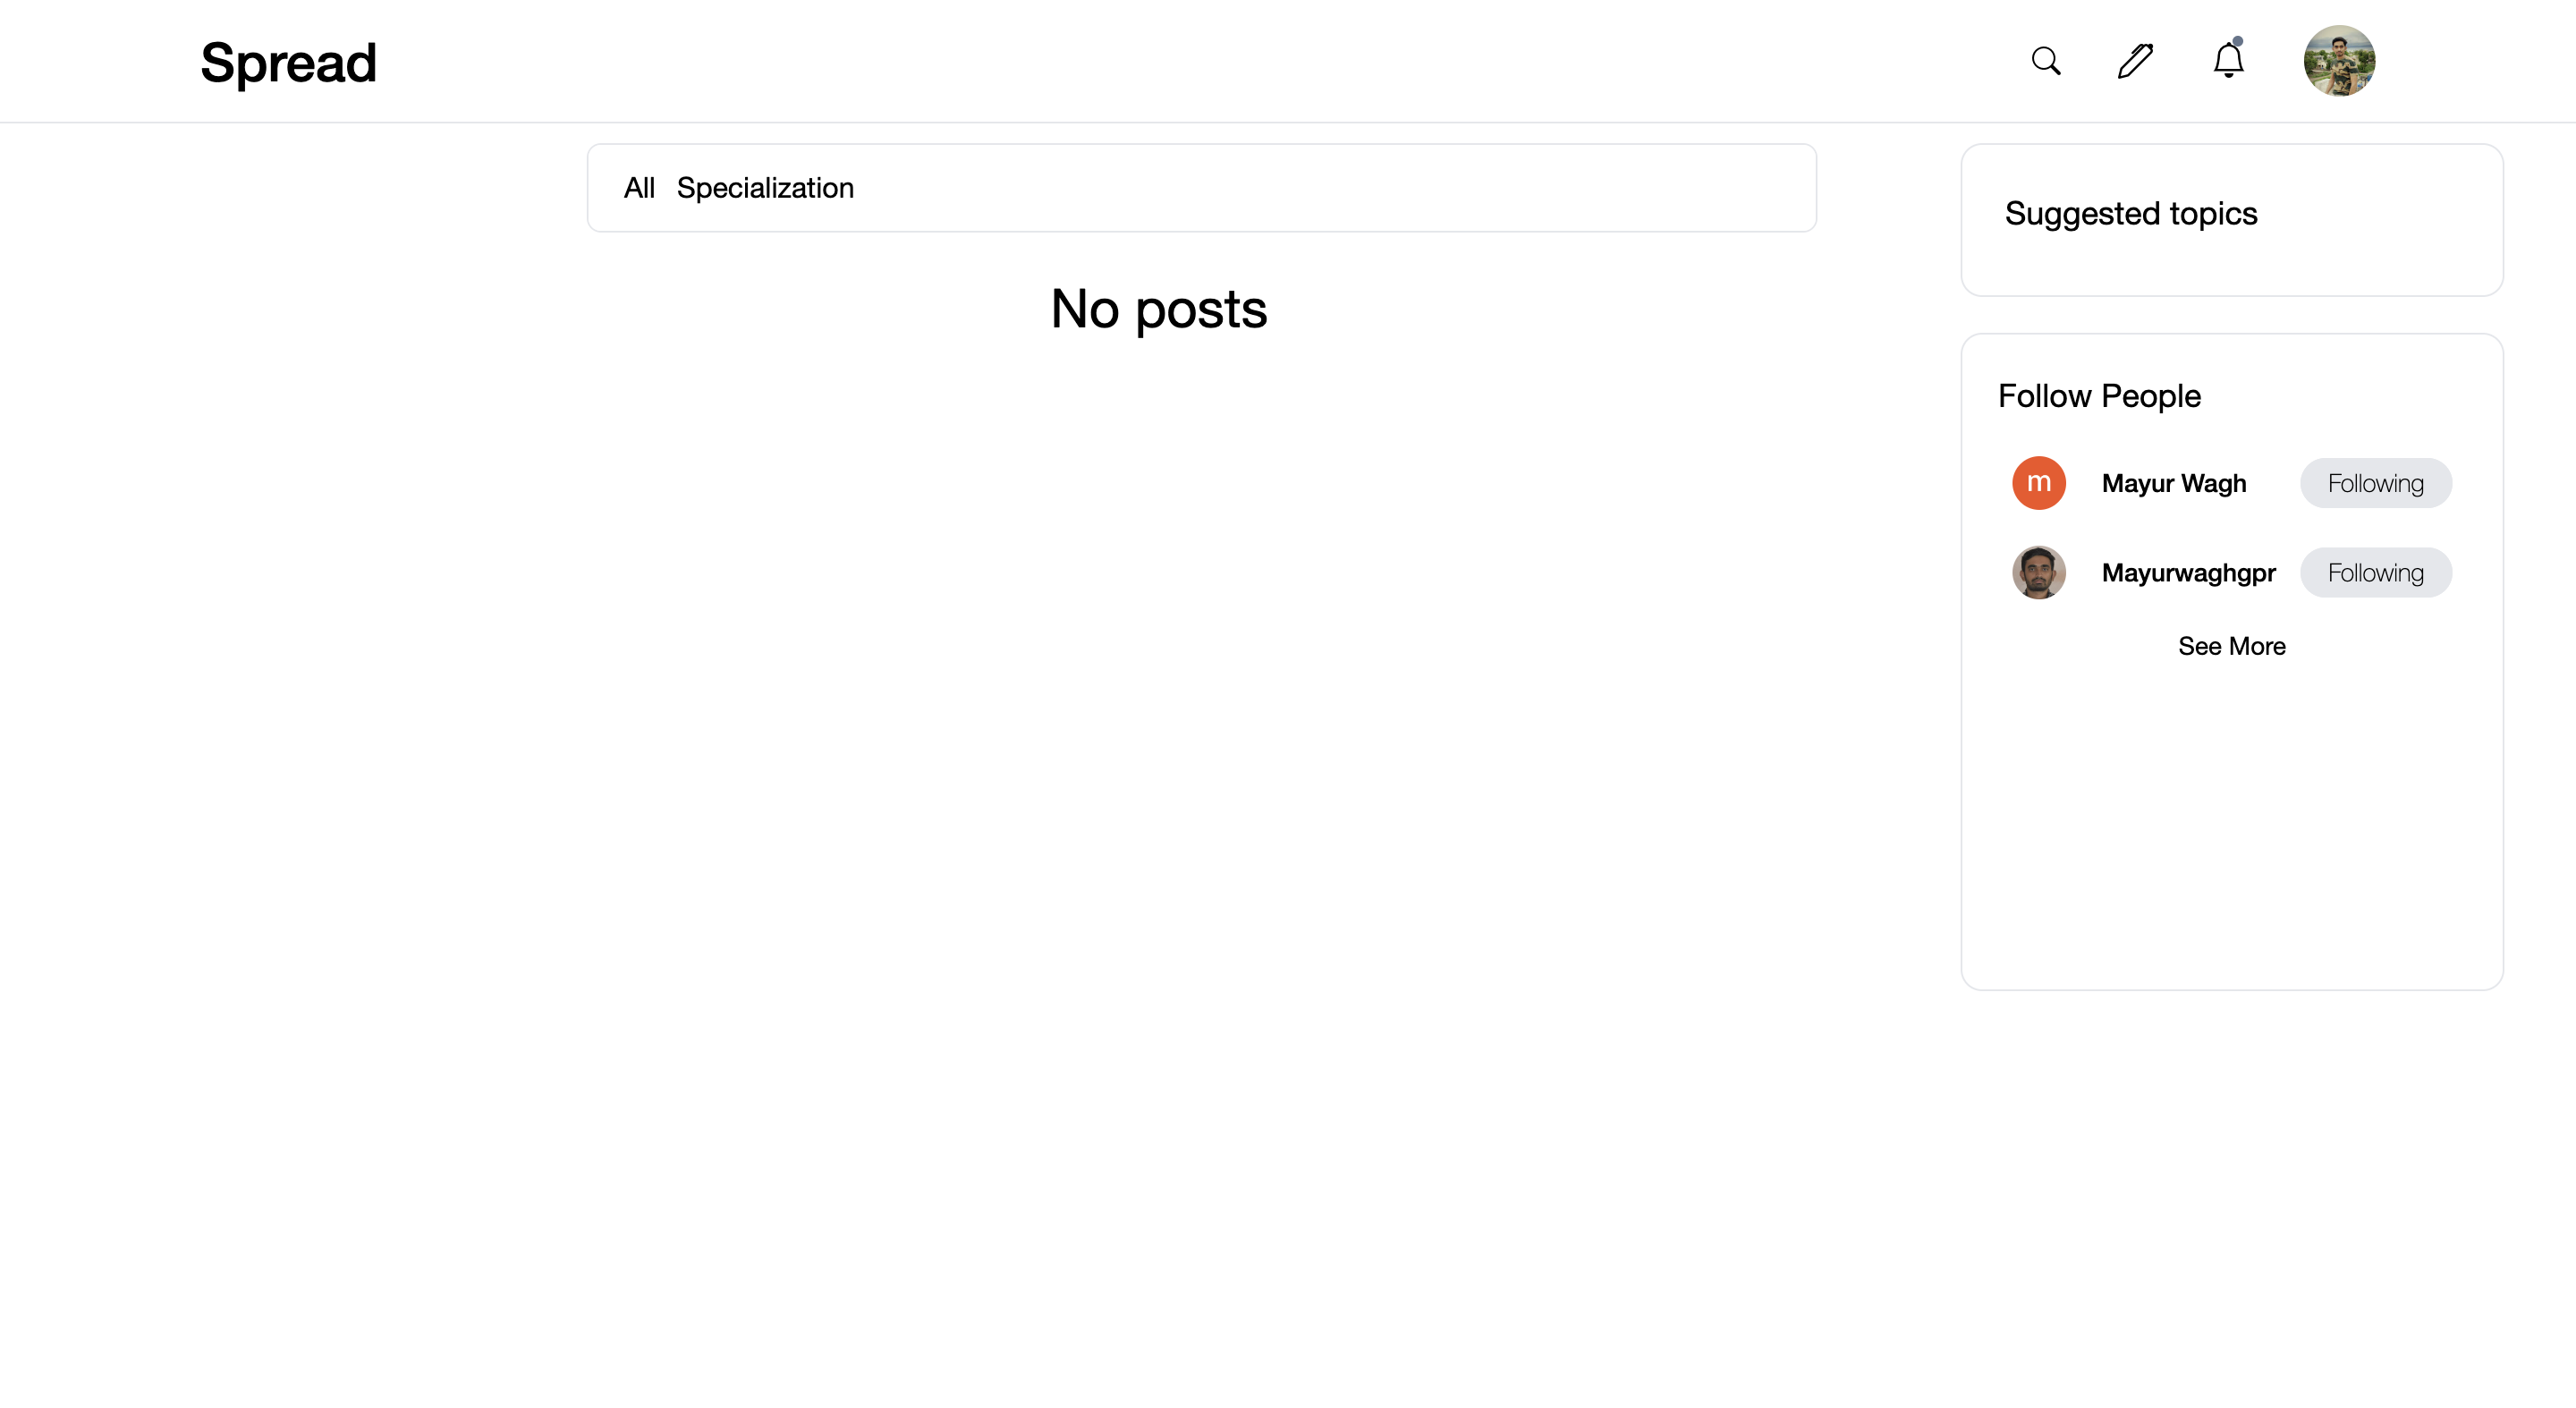 Spread
All Specialization
No posts
Suggested topics
Follow People
m Mayur Wagh Following
Mayurwaghgpr Following
See More